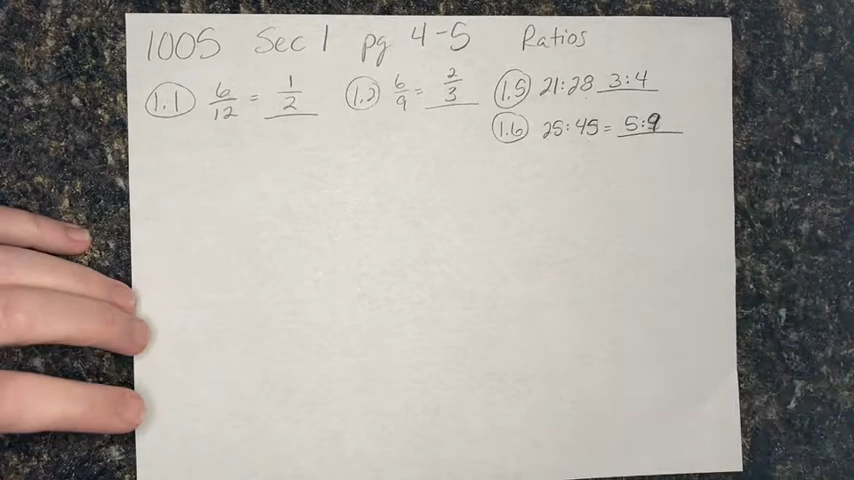 1005 Sec 1 pg 4-5 Ratios
1.1 6/12 = 1/2 1.2 6/9 = 2/3 1.5 21:28 3:4
1.6 25:45 = 5:9